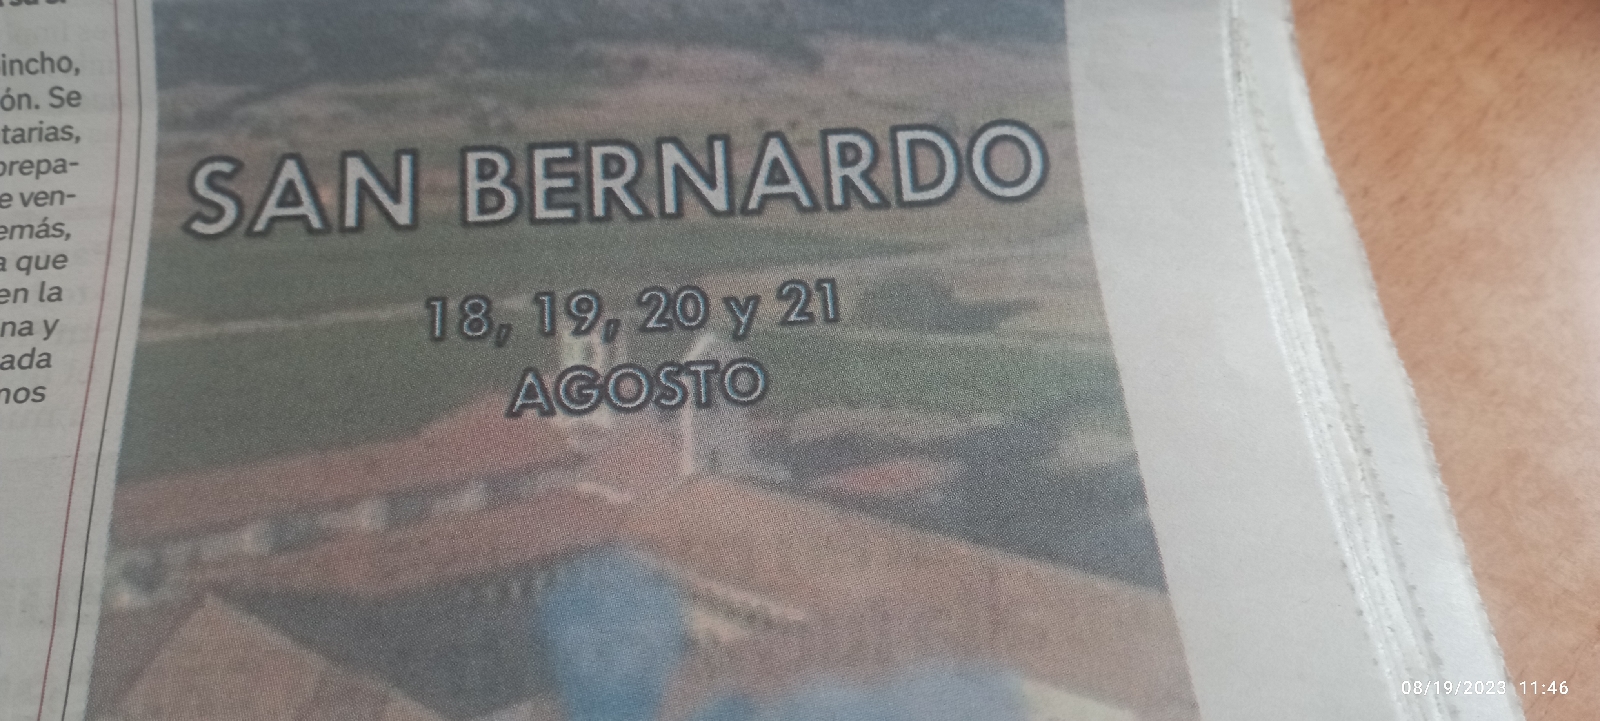 incho,
ón. Se
tarias,
prepa-
e ven-
emás,
a que
en la
na y
ada
nos
SAN BERNARDO
18, 19, 20 y 21
AGOSTO
08/19/2023 11:46